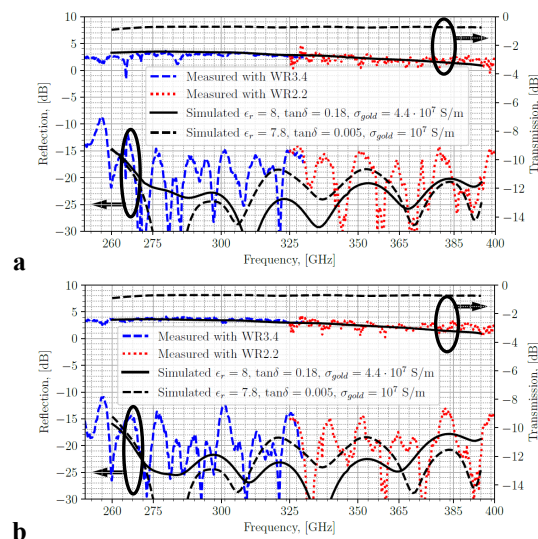 10
5
0
−5
−10
−15
−20
−25
−30
Reflection, [dB]
0
−2
−4
−6
−8
−10
−12
−14
Transmission, [dB]
Measured with WR3.4
Measured with WR2.2
Simulated ϵr = 8, tanδ = 0.18, σgold = 4.4 · 10⁷ S/m
Simulated ϵr = 7.8, tanδ = 0.005, σgold = 10⁷ S/m
260 275 300 325 350 365 385 400
Frequency, [GHz]
a
10
5
0
−5
−10
−15
−20
−25
−30
Reflection, [dB]
0
−2
−4
−6
−8
−10
−12
−14
Transmission, [dB]
Measured with WR3.4
Measured with WR2.2
Simulated ϵr = 8, tanδ = 0.18, σgold = 4.4 · 10⁷ S/m
Simulated ϵr = 7.8, tanδ = 0.005, σgold = 10⁷ S/m
260 275 300 325 350 365 385 400
Frequency, [GHz]
b